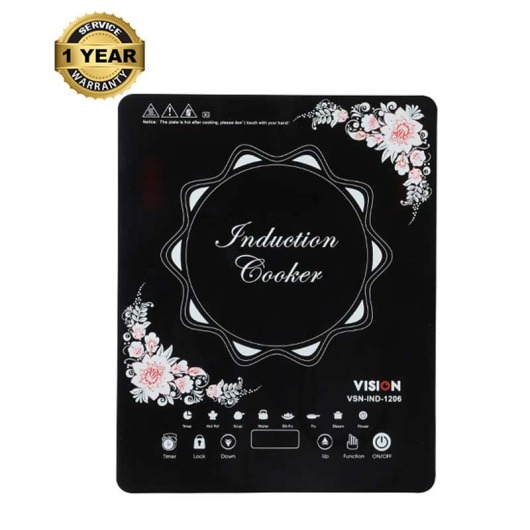 SERVICE
1 YEAR
WARRANTY
Notice: The plate is hot after cooking, please don't touch with your hand!
Induction
Cooker
VISION
VSN-IND-1206
Timer Hot Pot Soup Water Stir-Fry Fry Steam Power
Timer Lock Down Up Function ON/OFF